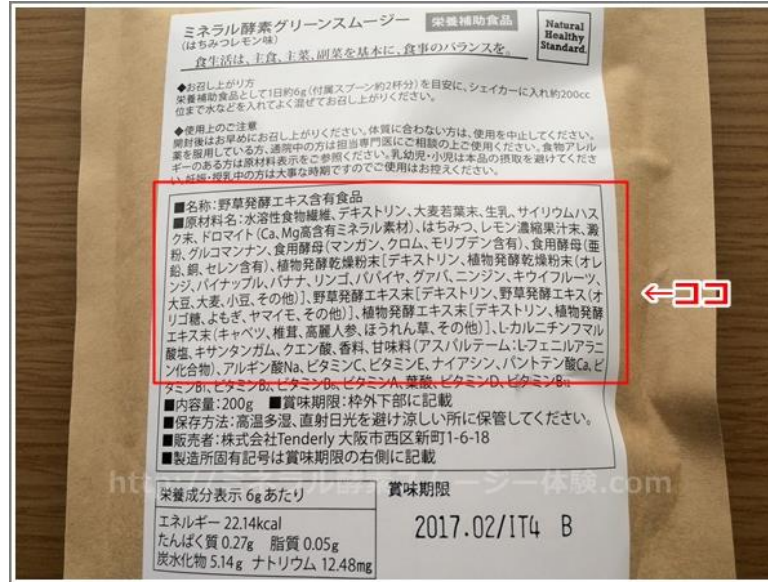 ミネラル酵素グリーンスムージー
(はちみつレモン味)
栄養補助食品
Natural
Healthy
Standard.
食生活は、主食、主菜、副菜を基本に、食事のバランスを。
◆お召し上がり方
栄養補助食品として1日約6g(付属スプーン約2杯分)を目安に、シェイカーに入れ約200cc
位まで水などを入れてよく混ぜてお召し上がりください。
◆使用上のご注意
開封後はお早めにお召し上がりください。体質に合わない方は、使用を中止してください。
薬を服用している方、通院中の方は担当専門医にご相談の上ご使用ください。食物アレル
ギーのある方は原材料表示をご参照ください。乳幼児・小児は本品の摂取を避けてくださ
い。妊娠・授乳中の方は大事な時期ですのでご使用はお控えください。
■名称:野草発酵エキス含有食品
■原材料名:水溶性食物繊維、デキストリン、大麦若葉末、生乳、サイリウムハス
ク末、ドロマイト(Ca、Mg高含有ミネラル素材)、はちみつ、レモン濃縮果汁末、澱
粉、グルコマンナン、食用酵母(マンガン、クロム、モリブデン含有)、食用酵母(亜
鉛、銅、セレン含有)、植物発酵乾燥粉末[デキストリン、植物発酵乾燥粉末(オレ
ンジ、パイナップル、バナナ、リンゴ、パパイヤ、グァバ、ニンジン、キウイフルーツ、
大豆、大麦、小豆、その他)]、野草発酵エキス末[デキストリン、野草発酵エキス(オ
リゴ糖、よもぎ、ヤマイモ、その他)]、植物発酵エキス末[デキストリン、植物発酵
エキス末(キャベツ、椎茸、高麗人参、ほうれん草、その他)]、L-カルニチンフマル
酸塩、キサンタンガム、クエン酸、香料、甘味料(アスパルテーム:L-フェニルアラニ
ン化合物)、アルギン酸Na、ビタミンC、ビタミンE、ナイアシン、パントテン酸Ca、ビ
タミンB1、ビタミンB2、ビタミンB6、ビタミンA、葉酸、ビタミンD、ビタミンB12
←ココ
■内容量:200g ■賞味期限:枠外下部に記載
■保存方法:高温多湿、直射日光を避け涼しい所に保管してください。
■販売者:株式会社Tenderly 大阪市西区新町1-6-18
■製造所固有記号は賞味期限の右側に記載
栄養成分表示 6gあたり
エネルギー 22.14kcal
たんぱく質 0.27g 脂質 0.05g
炭水化物 5.14g ナトリウム 12.48mg
賞味期限
2017.02/IT4 B